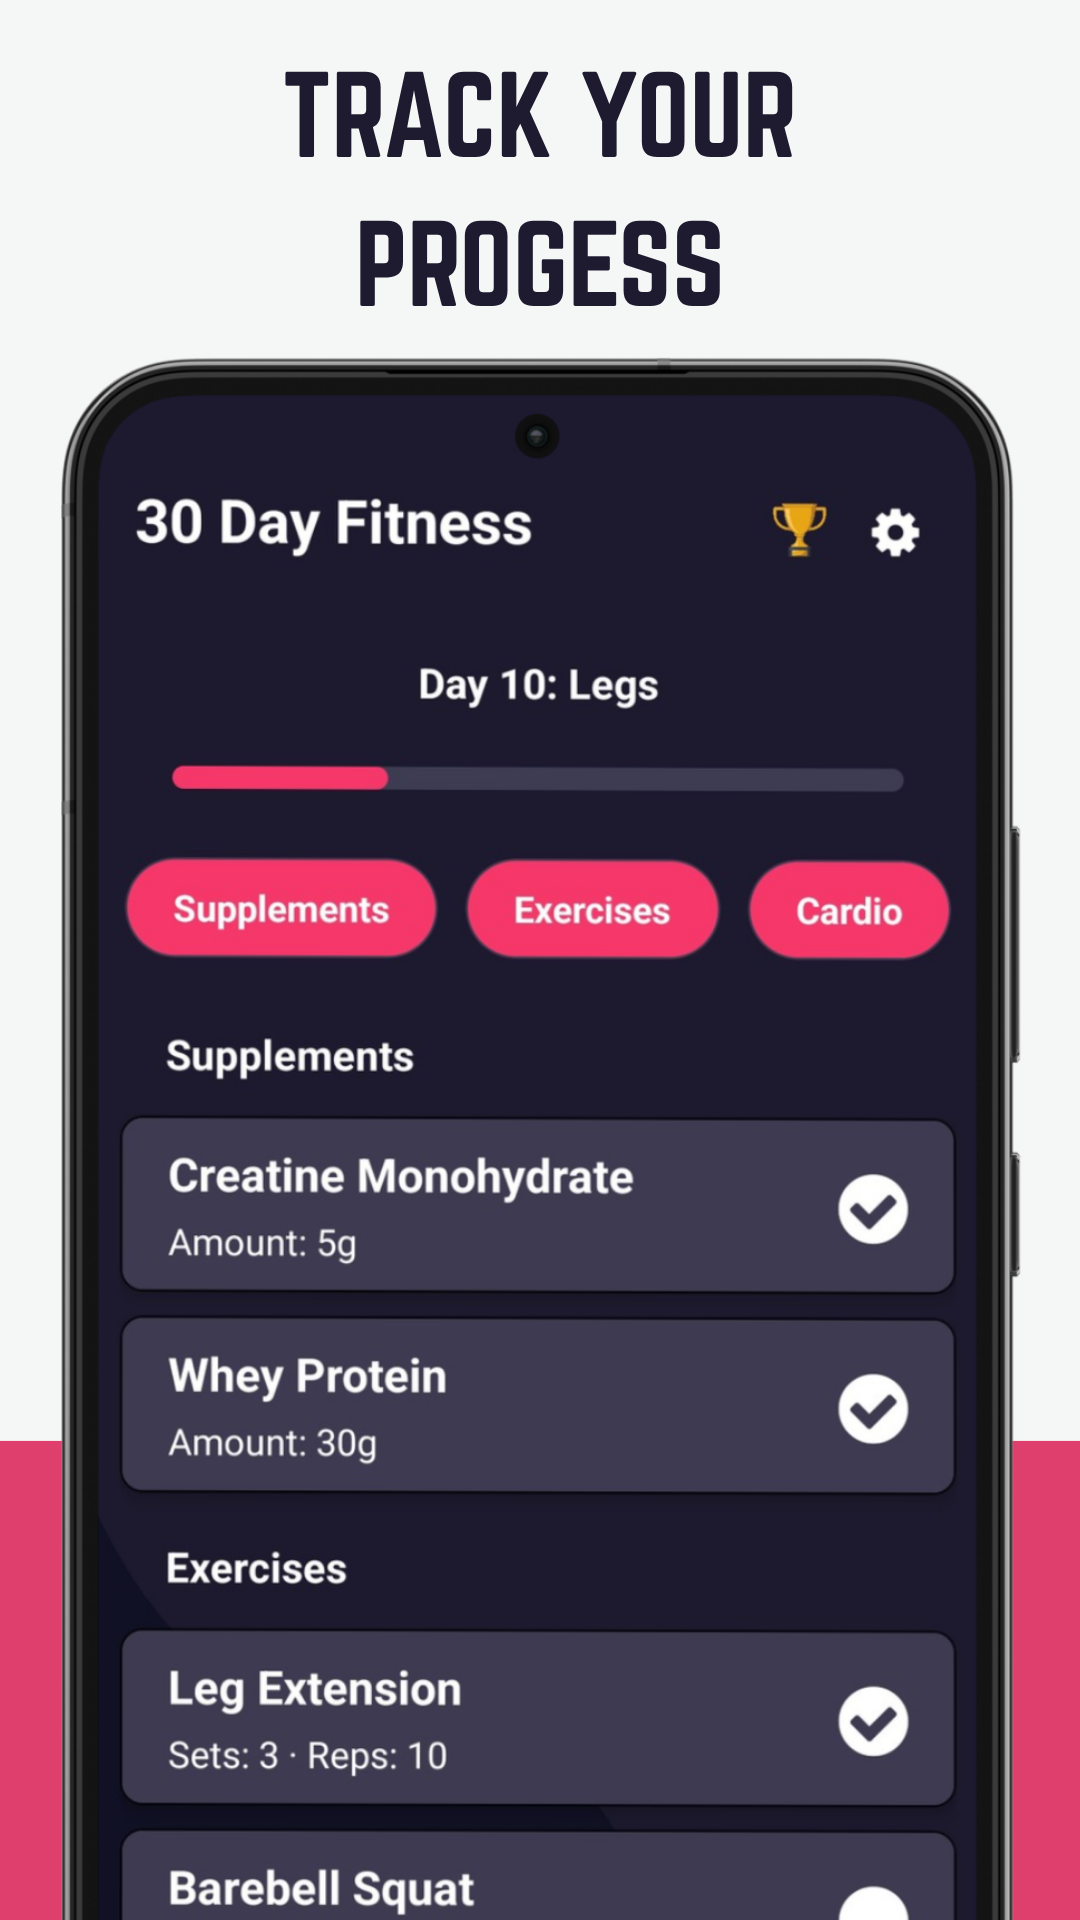 TRACK YOUR
PROGESS
30 Day Fitness
Day 10: Legs
Supplements
Exercises
Cardio
Supplements
Creatine Monohydrate
Amount: 5g
Whey Protein
Amount: 30g
Exercises
Leg Extension
Sets: 3 · Reps: 10
Barebell Squat